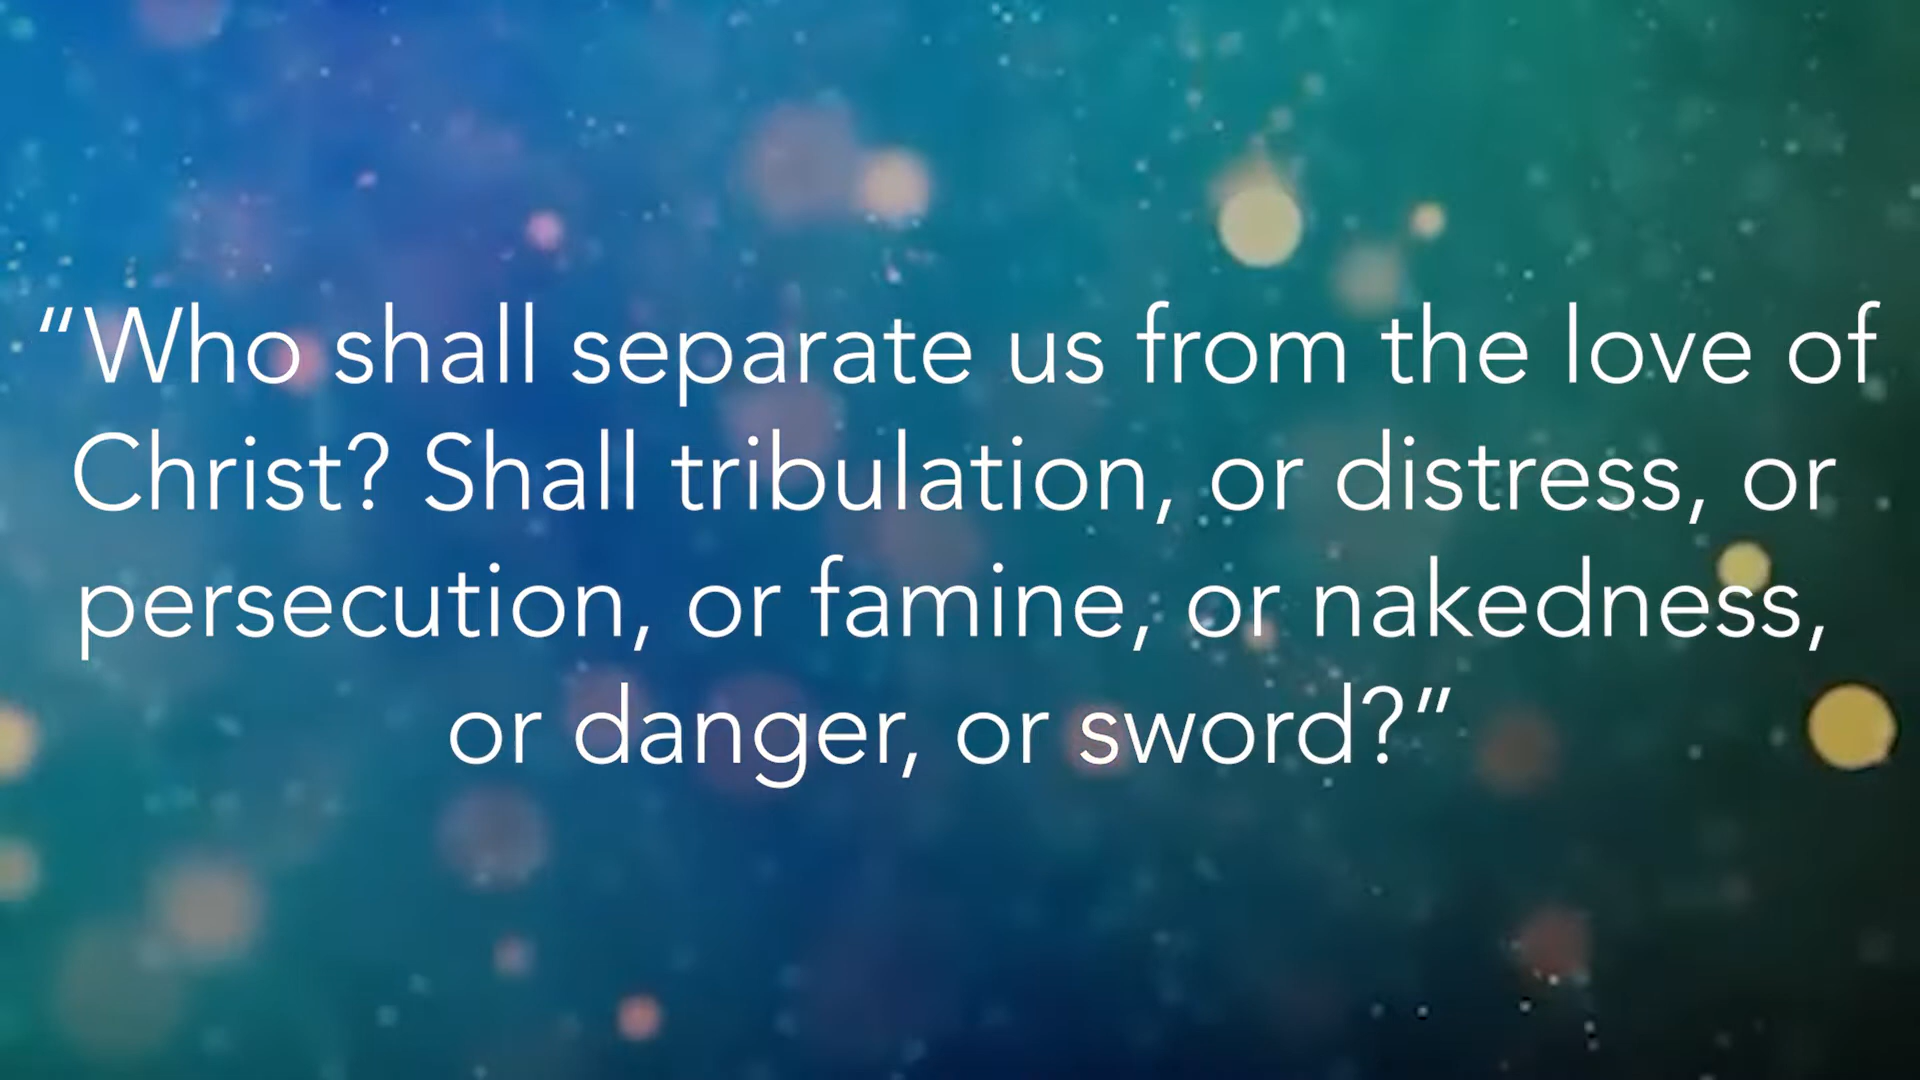 “Who shall separate us from the love of
Christ? Shall tribulation, or distress, or
persecution, or famine, or nakedness,
or danger, or sword?”